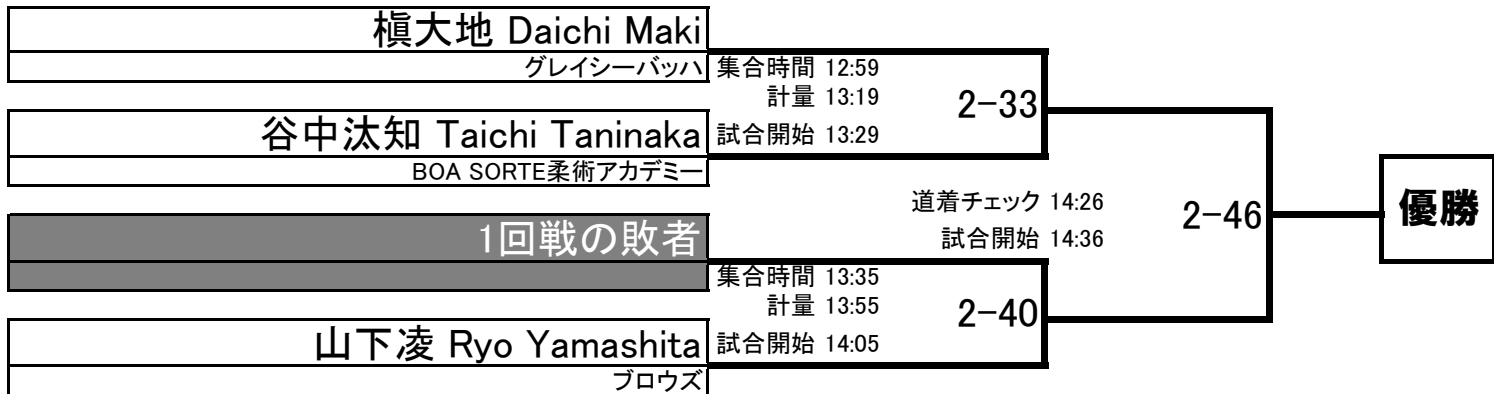 槇大地 Daichi Maki
グレイシーバッハ
集合時間 12:59
計量 13:19
2-33
谷中汰知 Taichi Taninaka
試合開始 13:29
BOA SORTE柔術アカデミー
道着チェック 14:26
試合開始 14:36
2-46
優勝
1回戦の敗者
集合時間 13:35
計量 13:55
2-40
山下凌 Ryo Yamashita
試合開始 14:05
ブロウズ